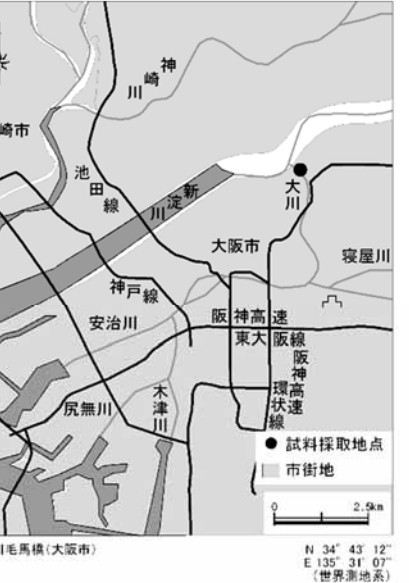 神崎川
崎市
池田線
新淀川
大川
大阪市
寝屋川
神戸線
安治川
阪神高速
東大阪線
阪神高速
環状線
木津川
尻無川
● 試料採取地点
市街地
0 2.5km
毛馬橋(大阪市)
N 34° 43′ 12″
E 135° 31′ 07″
(世界測地系)